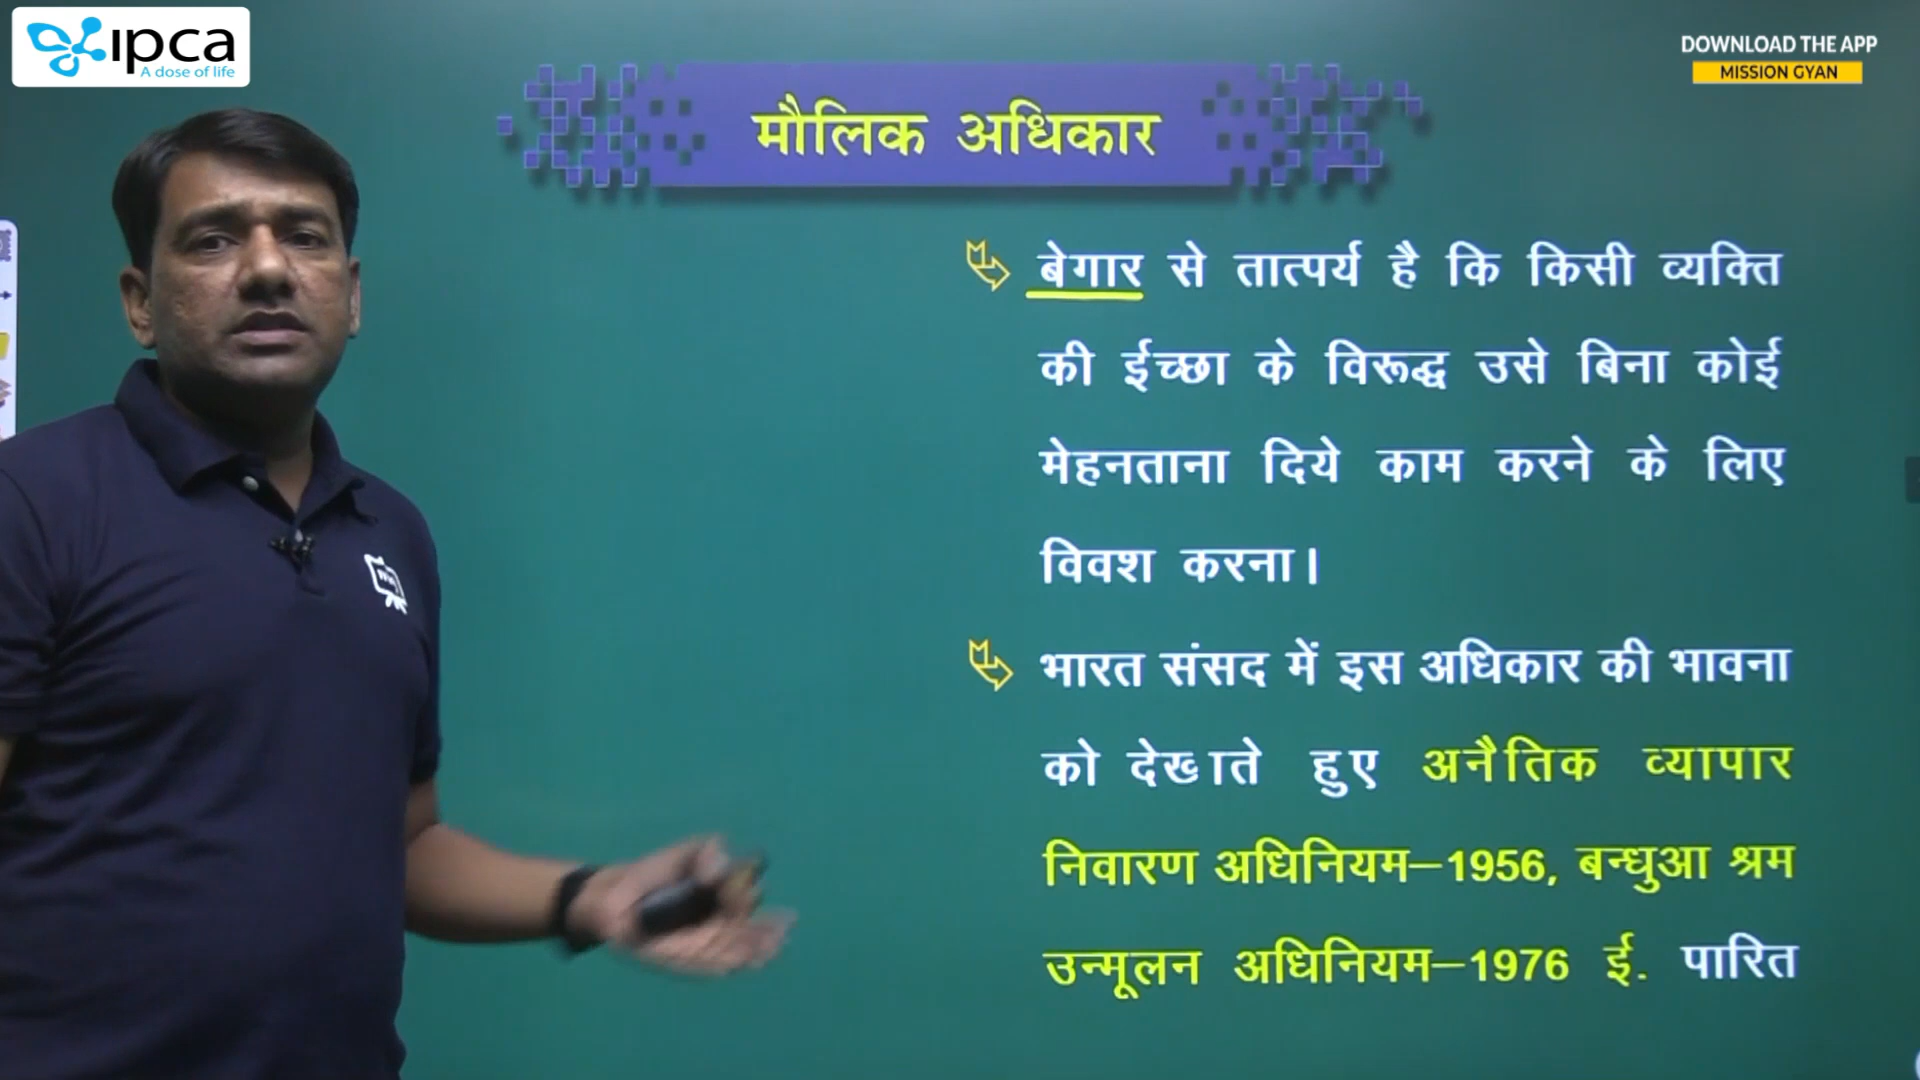 ipca
A dose of life
DOWNLOAD THE APP
MISSION GYAN
मौलिक अधिकार
बेगार से तात्पर्य है कि किसी व्यक्ति
की ईच्छा के विरूद्ध उसे बिना कोई
मेहनताना दिये काम करने के लिए
विवश करना।
भारत संसद में इस अधिकार की भावना
को देखाते हुए अनैतिक व्यापार
निवारण अधिनियम–1956, बन्धुआ श्रम
उन्मूलन अधिनियम–1976 ई. पारित